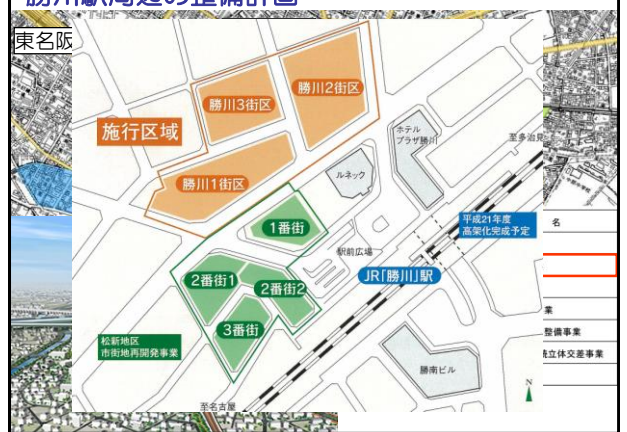 勝川駅周辺の整備計画
東名阪
勝川2街区
勝川3街区
施行区域
ホテル
プラザ勝川
至多治見
ルネック
勝川1街区
1番街
平成21年度
高架化完成予定
名
駅前広場
JR「勝川」駅
2番街1
2番街2
業
3番街
整備事業
松新地区
市街地再開発事業
続立体交差事業
勝南ビル
N
至名古屋